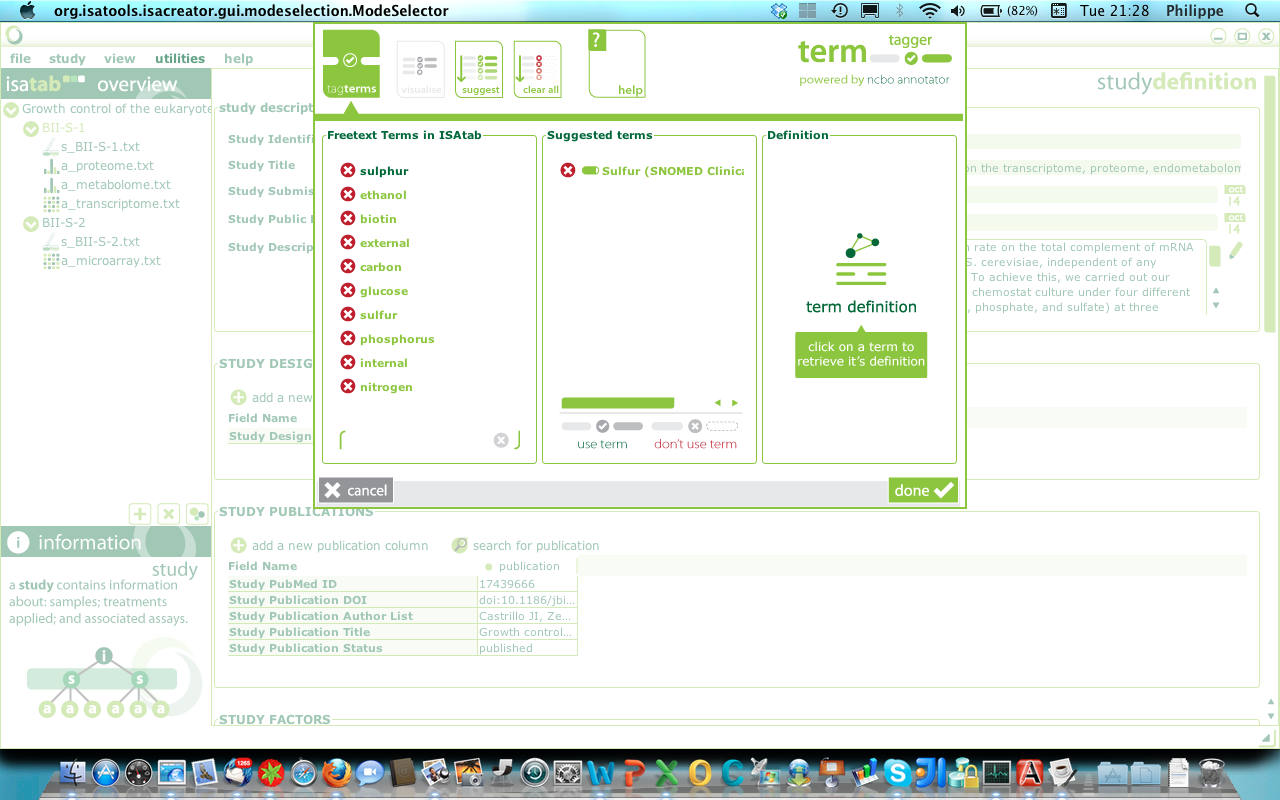 org.isatools.isacreator.gui.modeselection.ModeSelector
(82%)
Tue 21:28
Philippe
file study view utilities help
isatab overview
Growth control of the eukaryote
BII-S-1
s_BII-S-1.txt
a_proteome.txt
a_metabolome.txt
a_transcriptome.txt
BII-S-2
s_BII-S-2.txt
a_microarray.txt
information
study
a study contains information
about: samples; treatments
applied; and associated assays.
i
s s
a a a a a a
studydefinition
study descript
Study Identifi
Study Title
on the transcriptome, proteome, endometabolom
Study Submis
oct
14
Study Public
oct
14
Study Descrip
n rate on the total complement of mRNA
S. cerevisiae, independent of any
To achieve this, we carried out our
chemostat culture under four different
, phosphate, and sulfate) at three
STUDY DESIG
add a new
Field Name
Study Design
tagterms
visualise
suggest
clear all
?
help
term tagger
powered by ncbo annotator
Freetext Terms in ISAtab
sulphur
ethanol
biotin
external
carbon
glucose
sulfur
phosphorus
internal
nitrogen
Suggested terms
Sulfur (SNOMED Clinica
use term don't use term
Definition
term definition
click on a term to
retrieve it's definition
cancel
done
STUDY PUBLICATIONS
add a new publication column search for publication
Field Name publication
Study PubMed ID 17439666
Study Publication DOI doi:10.1186/jbi...
Study Publication Author List Castrillo JI, Ze...
Study Publication Title Growth control...
Study Publication Status published
STUDY FACTORS
1265